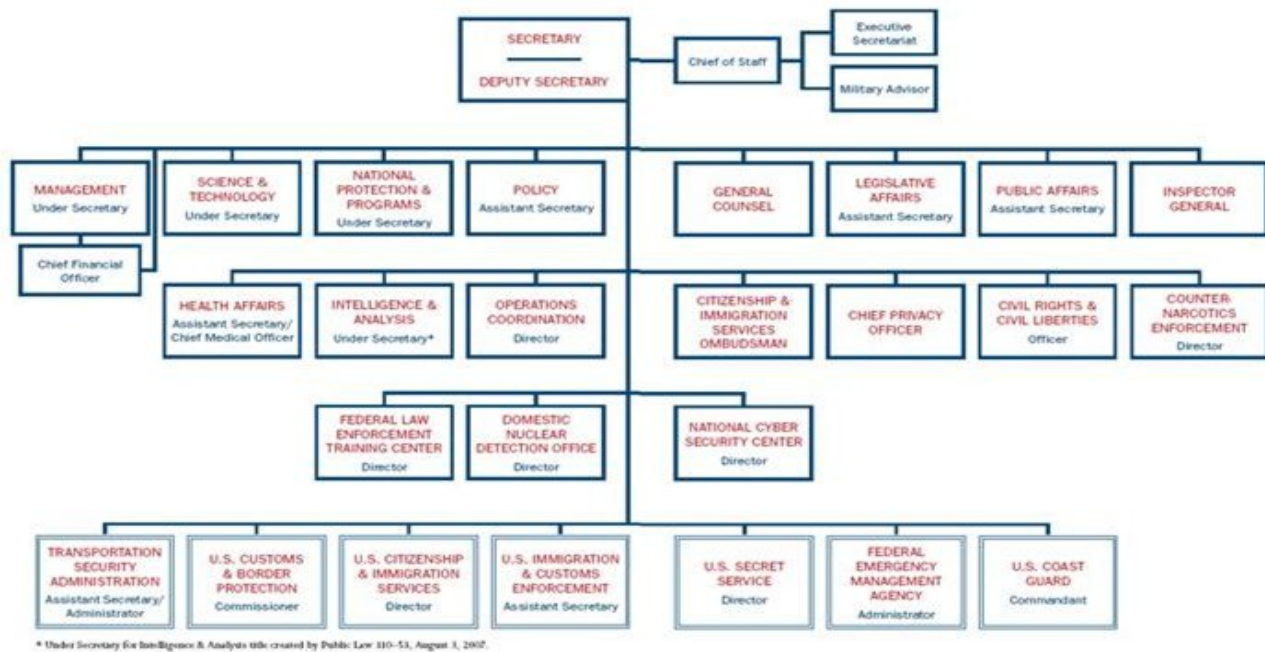 SECRETARY
DEPUTY SECRETARY
Chief of Staff
Executive
Secretariat
Military Advisor
MANAGEMENT
Under Secretary
SCIENCE &
TECHNOLOGY
Under Secretary
NATIONAL
PROTECTION &
PROGRAMS
Under Secretary
POLICY
Assistant Secretary
GENERAL
COUNSEL
LEGISLATIVE
AFFAIRS
Assistant Secretary
PUBLIC AFFAIRS
Assistant Secretary
INSPECTOR
GENERAL
Chief Financial
Officer
HEALTH AFFAIRS
Assistant Secretary/
Chief Medical Officer
INTELLIGENCE &
ANALYSIS
Under Secretary*
OPERATIONS
COORDINATION
Director
CITIZENSHIP &
IMMIGRATION
SERVICES
OMBUDSMAN
CHIEF PRIVACY
OFFICER
CIVIL RIGHTS &
CIVIL LIBERTIES
Officer
COUNTER-
NARCOTICS
ENFORCEMENT
Director
FEDERAL LAW
ENFORCEMENT
TRAINING CENTER
Director
DOMESTIC
NUCLEAR
DETECTION OFFICE
Director
NATIONAL CYBER
SECURITY CENTER
Director
TRANSPORTATION
SECURITY
ADMINISTRATION
Assistant Secretary/
Administrator
U.S. CUSTOMS
& BORDER
PROTECTION
Commissioner
U.S. CITIZENSHIP
& IMMIGRATION
SERVICES
Director
U.S. IMMIGRATION
& CUSTOMS
ENFORCEMENT
Assistant Secretary
U.S. SECRET
SERVICE
Director
FEDERAL
EMERGENCY
MANAGEMENT
AGENCY
Administrator
U.S. COAST
GUARD
Commandant
* Under Secretary for Intelligence & Analysis title created by Public Law 110–53, August 3, 2007.